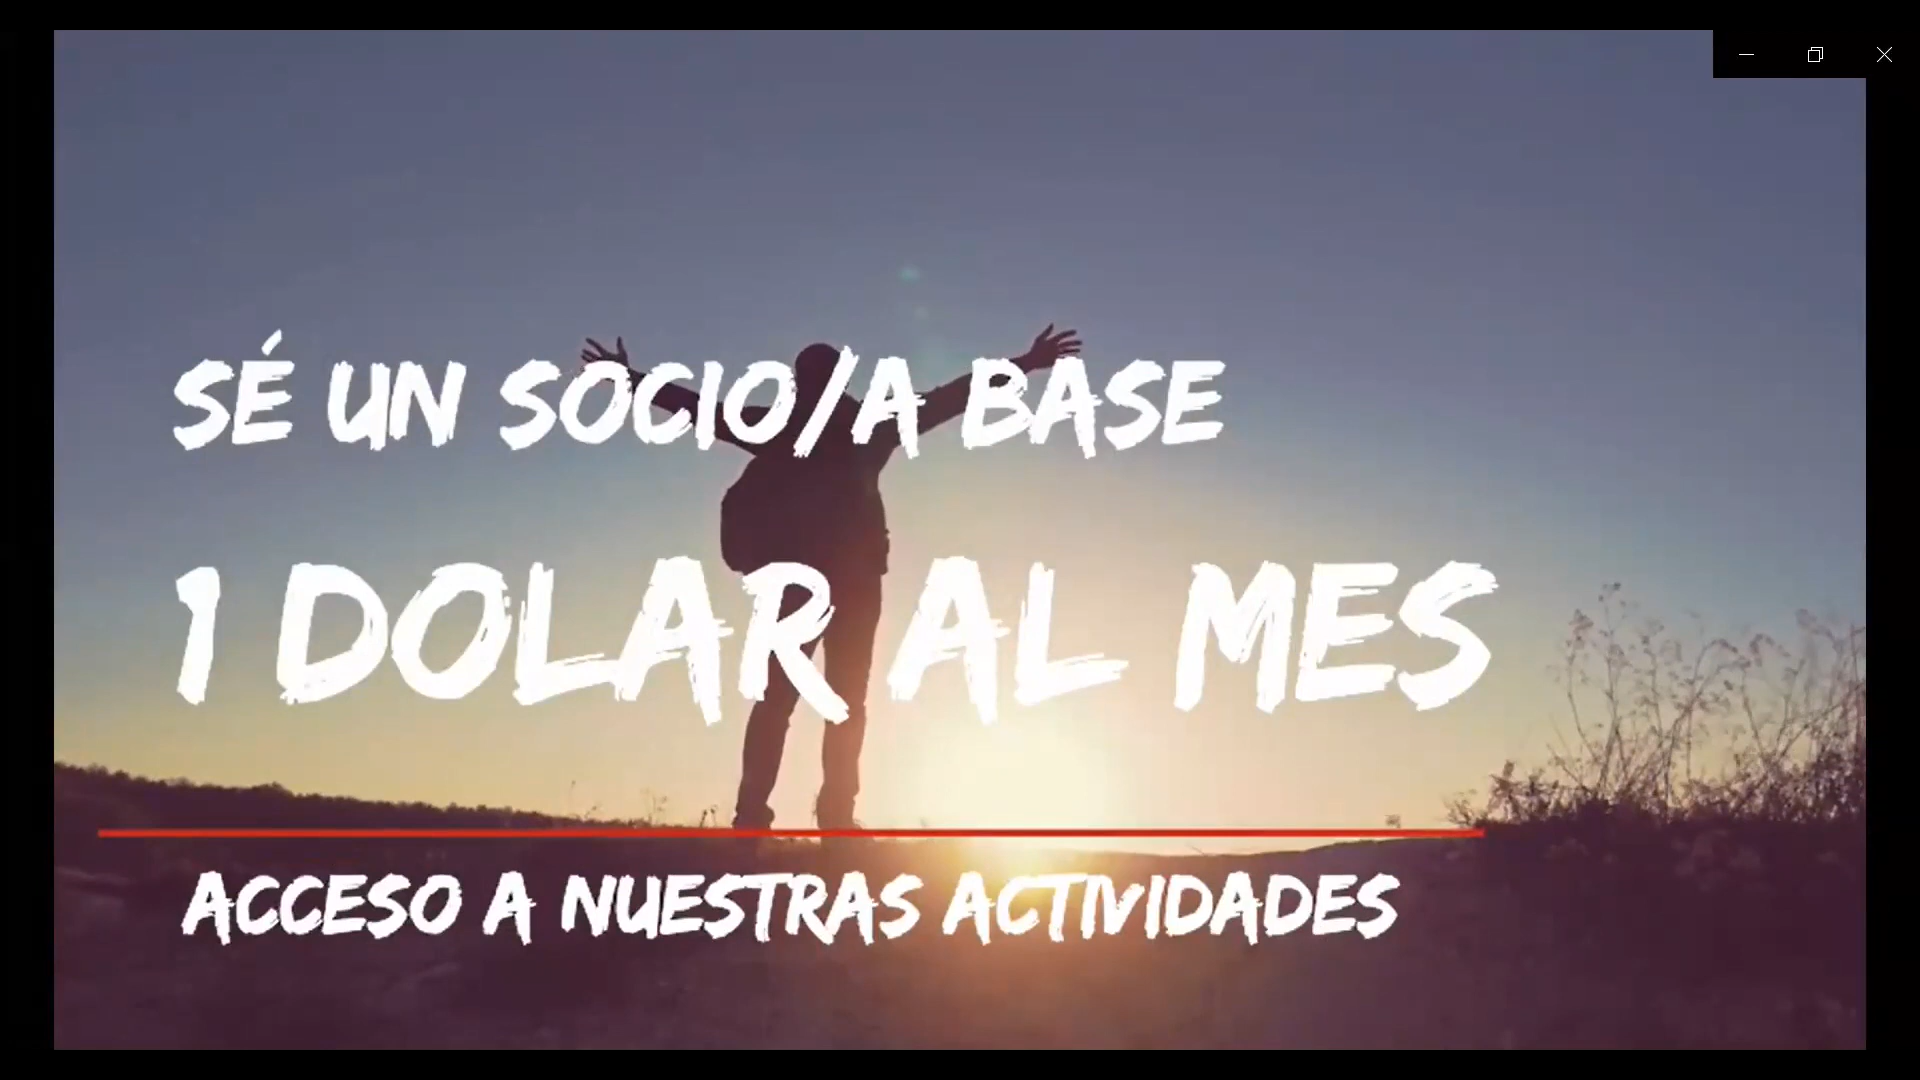 SÉ UN SOCIO/A BASE
1 DOLAR AL MES
ACCESO A NUESTRAS ACTIVIDADES